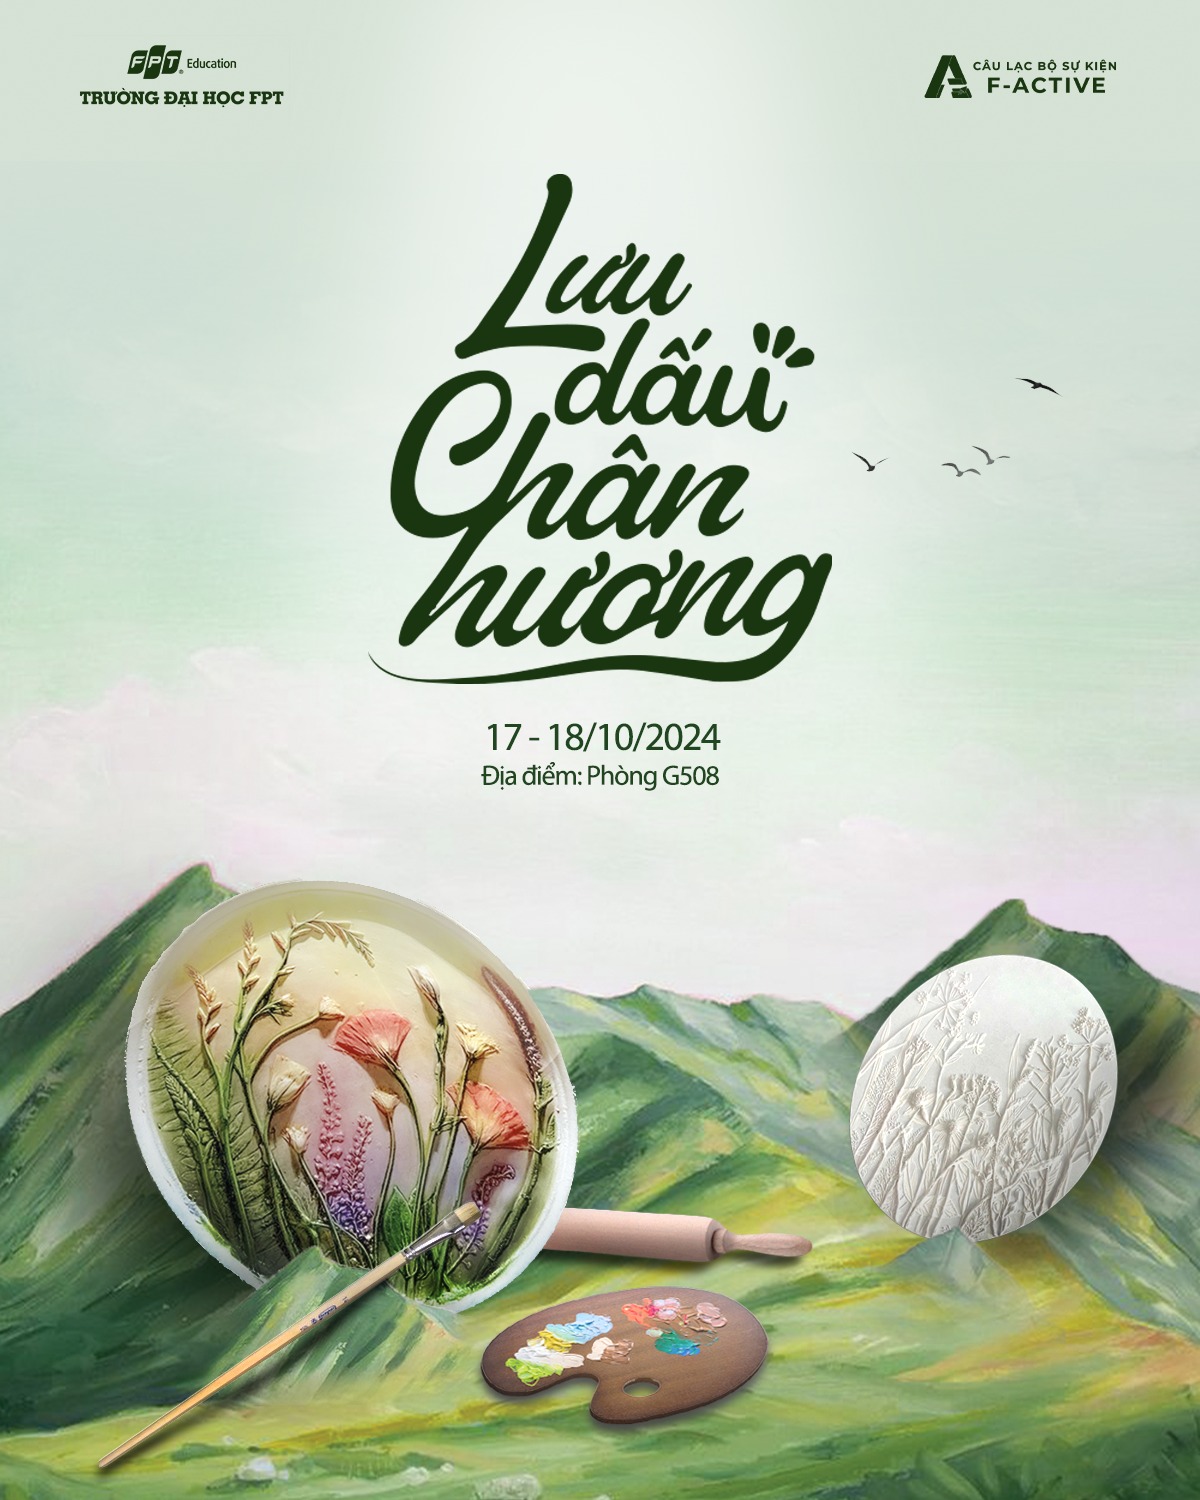 FPT Education
TRƯỜNG ĐẠI HỌC FPT
CÂU LẠC BỘ SỰ KIỆN
F-ACTIVE
Lưu
dấu
Chân
hương
17 - 18/10/2024
Địa điểm: Phòng G508